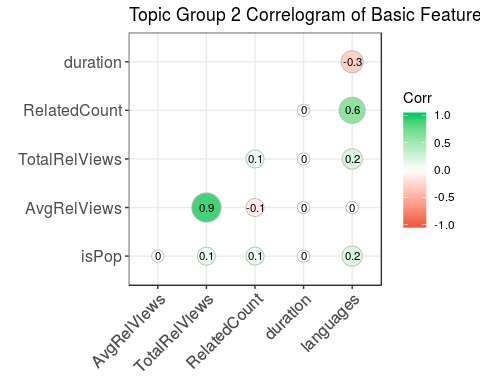 Topic Group 2 Correlogram of Basic Feature
duration
-0.3
RelatedCount
0
0.6
TotalRelViews
0.1
0
0.2
AvgRelViews
0.9
-0.1
0
0
isPop
0
0.1
0.1
0
0.2
AvgRelViews
TotalRelViews
RelatedCount
duration
languages
Corr
1.0
0.5
0.0
-0.5
-1.0